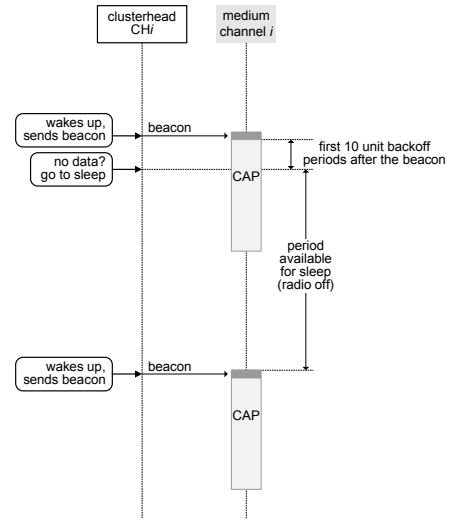 clusterhead
CHi
medium
channel i
wakes up,
sends beacon
beacon
first 10 unit backoff
periods after the beacon
no data?
go to sleep
CAP
period
available
for sleep
(radio off)
wakes up,
sends beacon
beacon
CAP